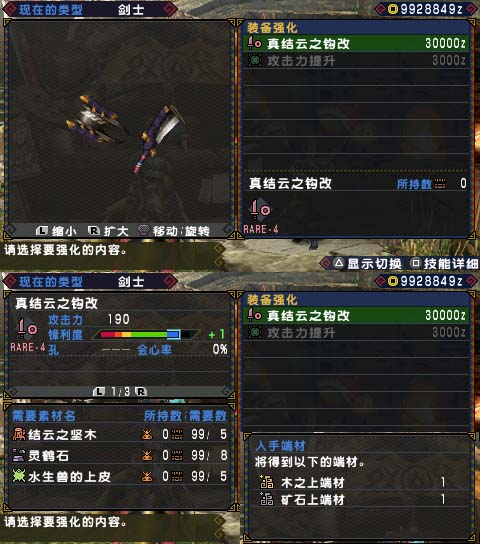 现在的类型 剑士
9928849z
装备强化
真结云之钩改 30000z
攻击力提升 3000z
真结云之钩改 所持数 0
RARE-4
L 缩小 R 扩大 移动/旋转
请选择要强化的内容。
△ 显示切换 □ 技能详细
现在的类型 剑士
9928849z
真结云之钩改
攻击力 190
RARE-4
锋利度 +1
孔 ――― 会心率 0%
L 1/3 R
装备强化
真结云之钩改 30000z
攻击力提升 3000z
需要素材名 所持数/需要数
结云之坚木 0 99/ 5
灵鹤石 0 99/ 8
水生兽的上皮 0 99/ 5
入手端材
将得到以下的端材。
木之上端材 1
矿石上端材 1
请选择要强化的内容。